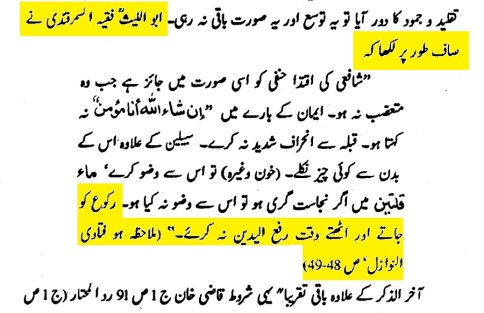 تقلید و جمود کا دور آیا تو یہ توسع اور یہ صورت باقی نہ رہی۔ ابو اللیثؒ فقیہ السمرقندی نے
صاف طور پر لکھا کہ
”شافعی کی اقتدا حنفی کو اسی صورت میں جائز ہے جب وہ
متعصب نہ ہو۔ ایمان کے بارے میں ”اِن شَاءَ اللّٰہ أنا مؤمن“ نہ
کہتا ہو۔ قبلہ سے انحراف شدید نہ کرے۔ سبیلین کے علاوہ اس کے
بدن سے کوئی چیز نکلے۔ (خون وغیرہ) تو اس سے وضو کرے، ماء
قلتین میں اگر نجاست گری ہو تو اس سے وضو نہ کیا ہو۔ رکوع کو
جاتے اور اٹھتے وقت رفع الیدین نہ کرے۔“ (ملاحظہ ہو فتاوی
النوازل، ص 48-49)
آخر الذکر کے علاوہ باقی تقریباً یہی شروط قاضی خان ج 1 ص 91 رد المحتار (ج 1 ص